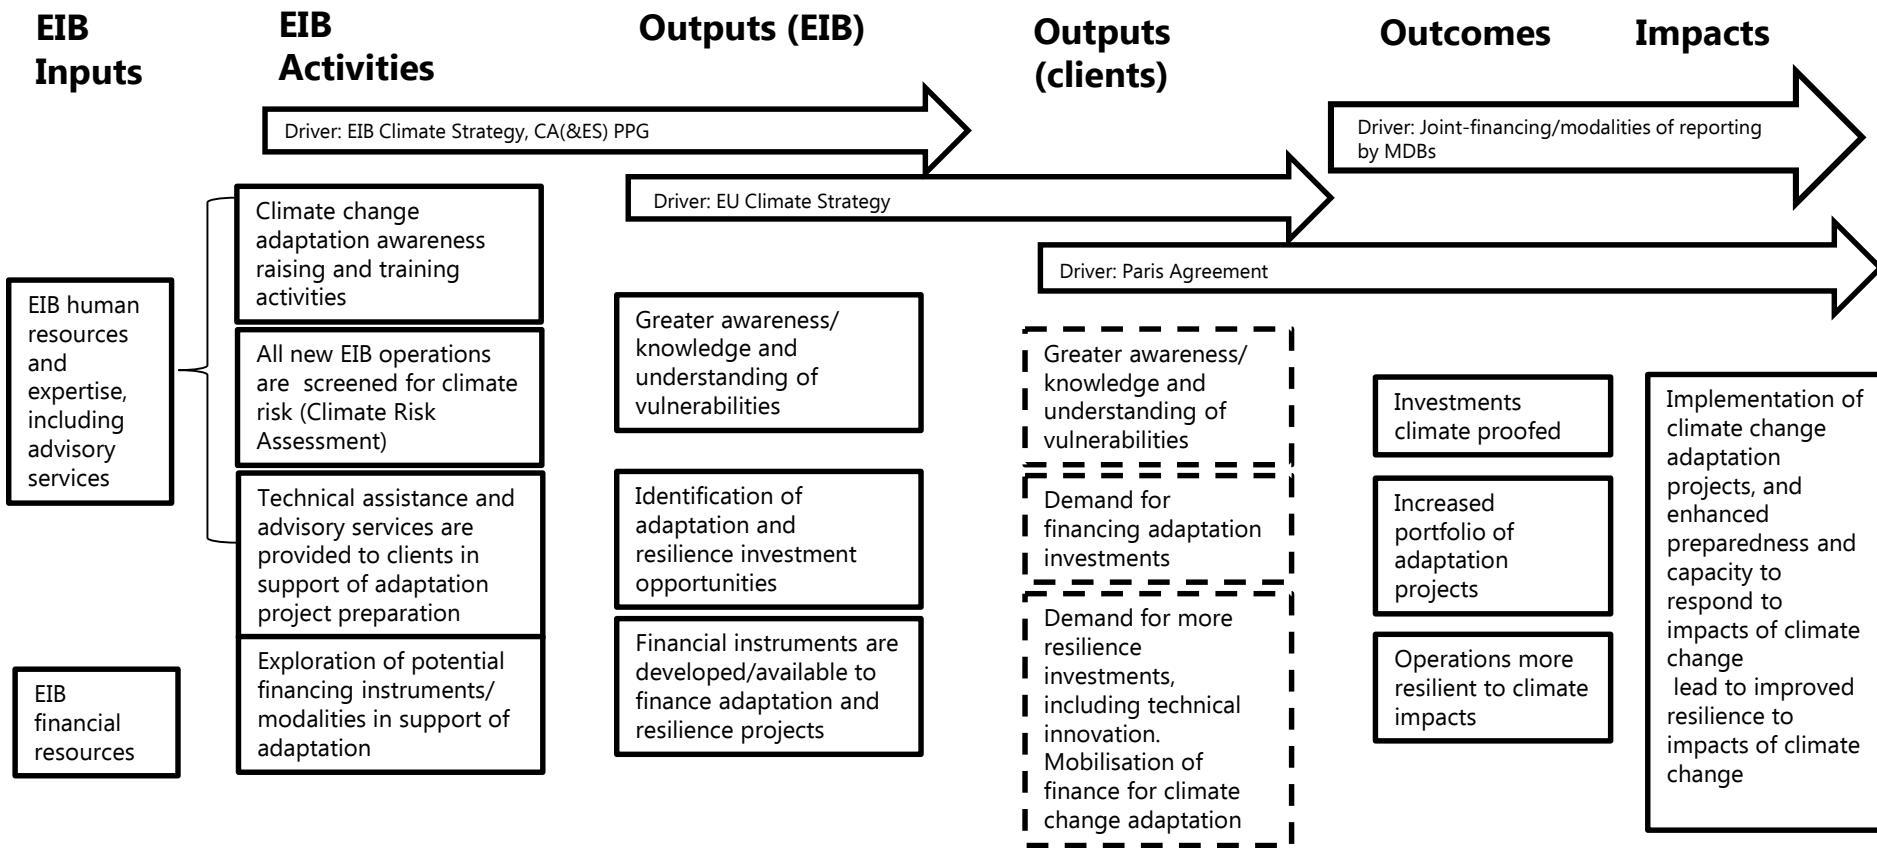 EIB
Inputs
EIB
Activities
Outputs (EIB)
Outputs
(clients)
Outcomes
Impacts
Driver: EIB Climate Strategy, CA(&ES) PPG
Driver: Joint-financing/modalities of reporting
by MDBs
Driver: EU Climate Strategy
Driver: Paris Agreement
EIB human
resources
and
expertise,
including
advisory
services
EIB
financial
resources
Climate change
adaptation awareness
raising and training
activities
All new EIB operations
are screened for climate
risk (Climate Risk
Assessment)
Technical assistance and
advisory services are
provided to clients in
support of adaptation
project preparation
Exploration of potential
financing instruments/
modalities in support of
adaptation
Greater awareness/
knowledge and
understanding of
vulnerabilities
Identification of
adaptation and
resilience investment
opportunities
Financial instruments are
developed/available to
finance adaptation and
resilience projects
Greater awareness/
knowledge and
understanding of
vulnerabilities
Demand for
financing adaptation
investments
Demand for more
resilience
investments,
including technical
innovation.
Mobilisation of
finance for climate
change adaptation
Investments
climate proofed
Increased
portfolio of
adaptation
projects
Operations more
resilient to climate
impacts
Implementation of
climate change
adaptation
projects, and
enhanced
preparedness and
capacity to
respond to
impacts of climate
change
lead to improved
resilience to
impacts of climate
change